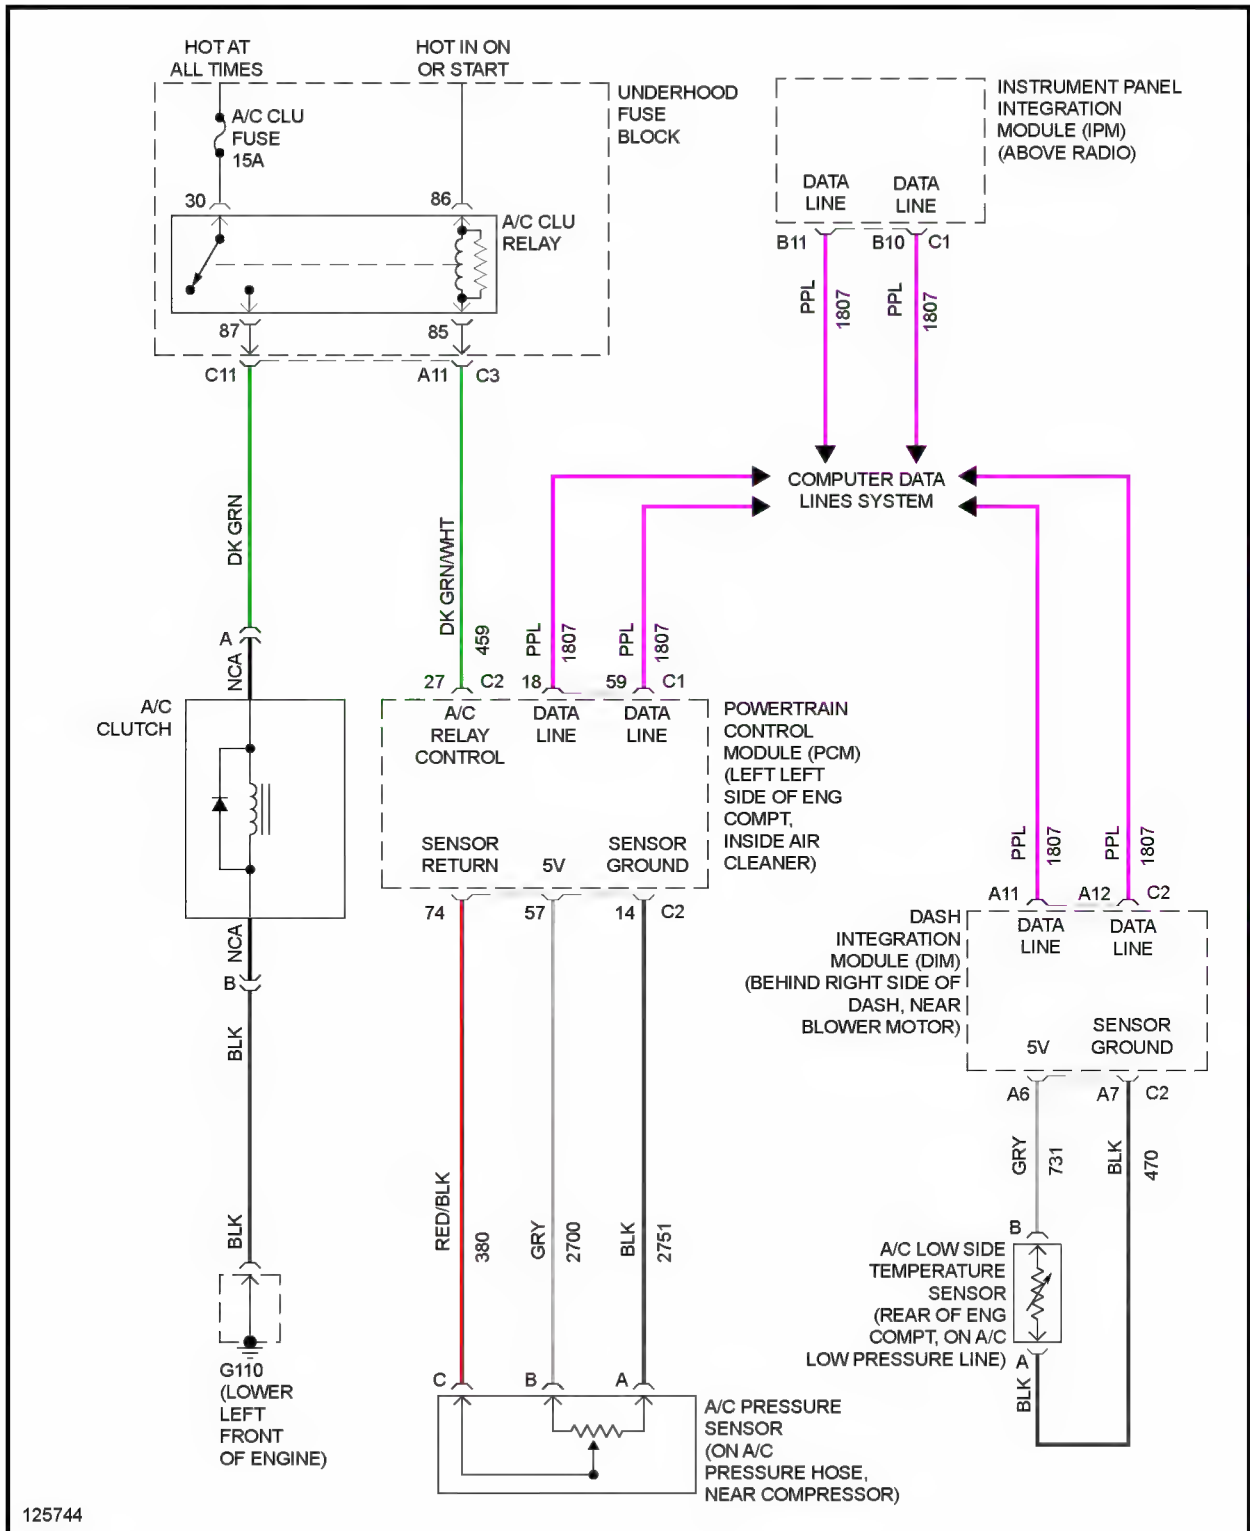 HOT AT
ALL TIMES
HOT IN ON
OR START
UNDERHOOD
FUSE
BLOCK
A/C CLU
FUSE
15A
30
86
A/C CLU
RELAY
87
85
C11
A11
C3
INSTRUMENT PANEL
INTEGRATION
MODULE (IPM)
(ABOVE RADIO)
DATA
LINE
DATA
LINE
B11
B10
C1
PPL
1807
PPL
1807
COMPUTER DATA
LINES SYSTEM
DK GRN
DK GRN/WHT
459
PPL
1807
PPL
1807
A
NCA
27
C2
18
59
C1
A/C
CLUTCH
A/C
RELAY
CONTROL
DATA
LINE
DATA
LINE
POWERTRAIN
CONTROL
MODULE (PCM)
(LEFT LEFT
SIDE OF ENG
COMPT,
INSIDE AIR
CLEANER)
SENSOR
RETURN
5V
SENSOR
GROUND
74
57
14
C2
NCA
B
BLK
BLK
G110
(LOWER
LEFT
FRONT
OF ENGINE)
RED/BLK
380
GRY
2700
BLK
2751
C
B
A
A/C PRESSURE
SENSOR
(ON A/C
PRESSURE HOSE,
NEAR COMPRESSOR)
PPL
1807
PPL
1807
A11
A12
C2
DASH
INTEGRATION
MODULE (DIM)
(BEHIND RIGHT SIDE OF
DASH, NEAR
BLOWER MOTOR)
DATA
LINE
DATA
LINE
5V
SENSOR
GROUND
A6
A7
C2
GRY
731
BLK
470
B
A/C LOW SIDE
TEMPERATURE
SENSOR
(REAR OF ENG
COMPT, ON A/C
LOW PRESSURE LINE)
A
BLK
125744